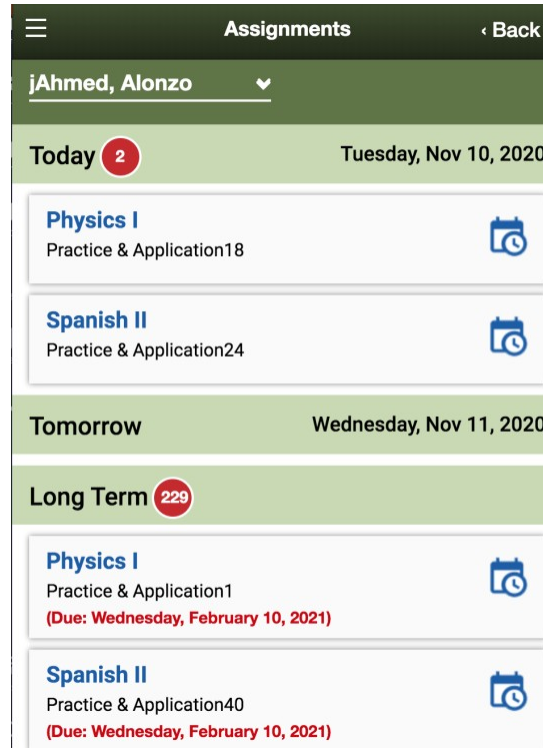 Assignments
‹ Back
jAhmed, Alonzo
Today 2
Tuesday, Nov 10, 2020
Physics I
Practice & Application18
Spanish II
Practice & Application24
Tomorrow
Wednesday, Nov 11, 2020
Long Term 229
Physics I
Practice & Application1
(Due: Wednesday, February 10, 2021)
Spanish II
Practice & Application40
(Due: Wednesday, February 10, 2021)